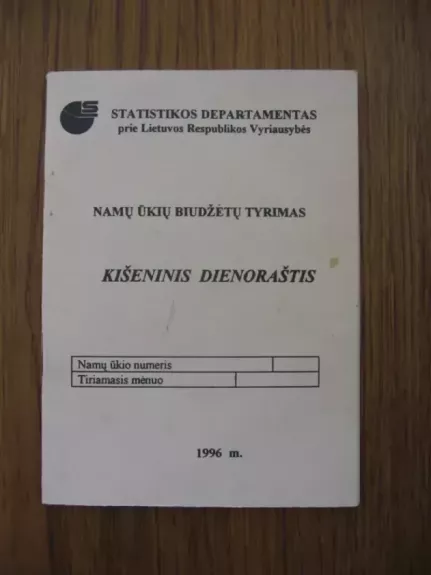 S
STATISTIKOS DEPARTAMENTAS
prie Lietuvos Respublikos Vyriausybės
NAMŲ ŪKIŲ BIUDŽETŲ TYRIMAS
KIŠENINIS DIENORAŠTIS
Namų ūkio numeris
Tiriamasis mėnuo
1996 m.